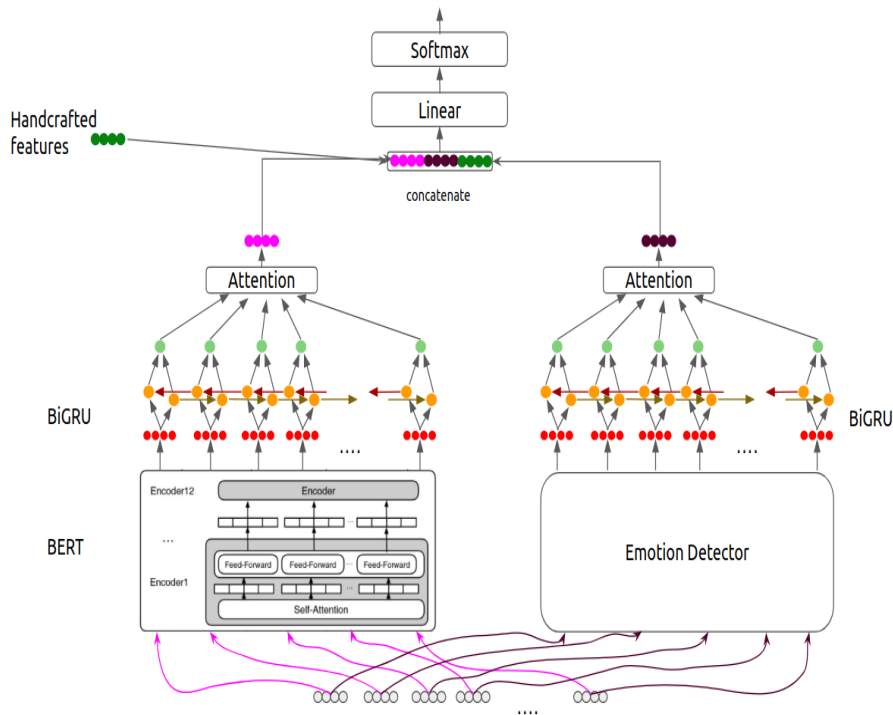 Softmax
Linear
Handcrafted
features
concatenate
Attention
Attention
BiGRU
BiGRU
....
....
Encoder12
Encoder
BERT
...
...
Emotion Detector
Feed-Forward
Feed-Forward
...
Feed-Forward
Encoder1
...
Self-Attention
....